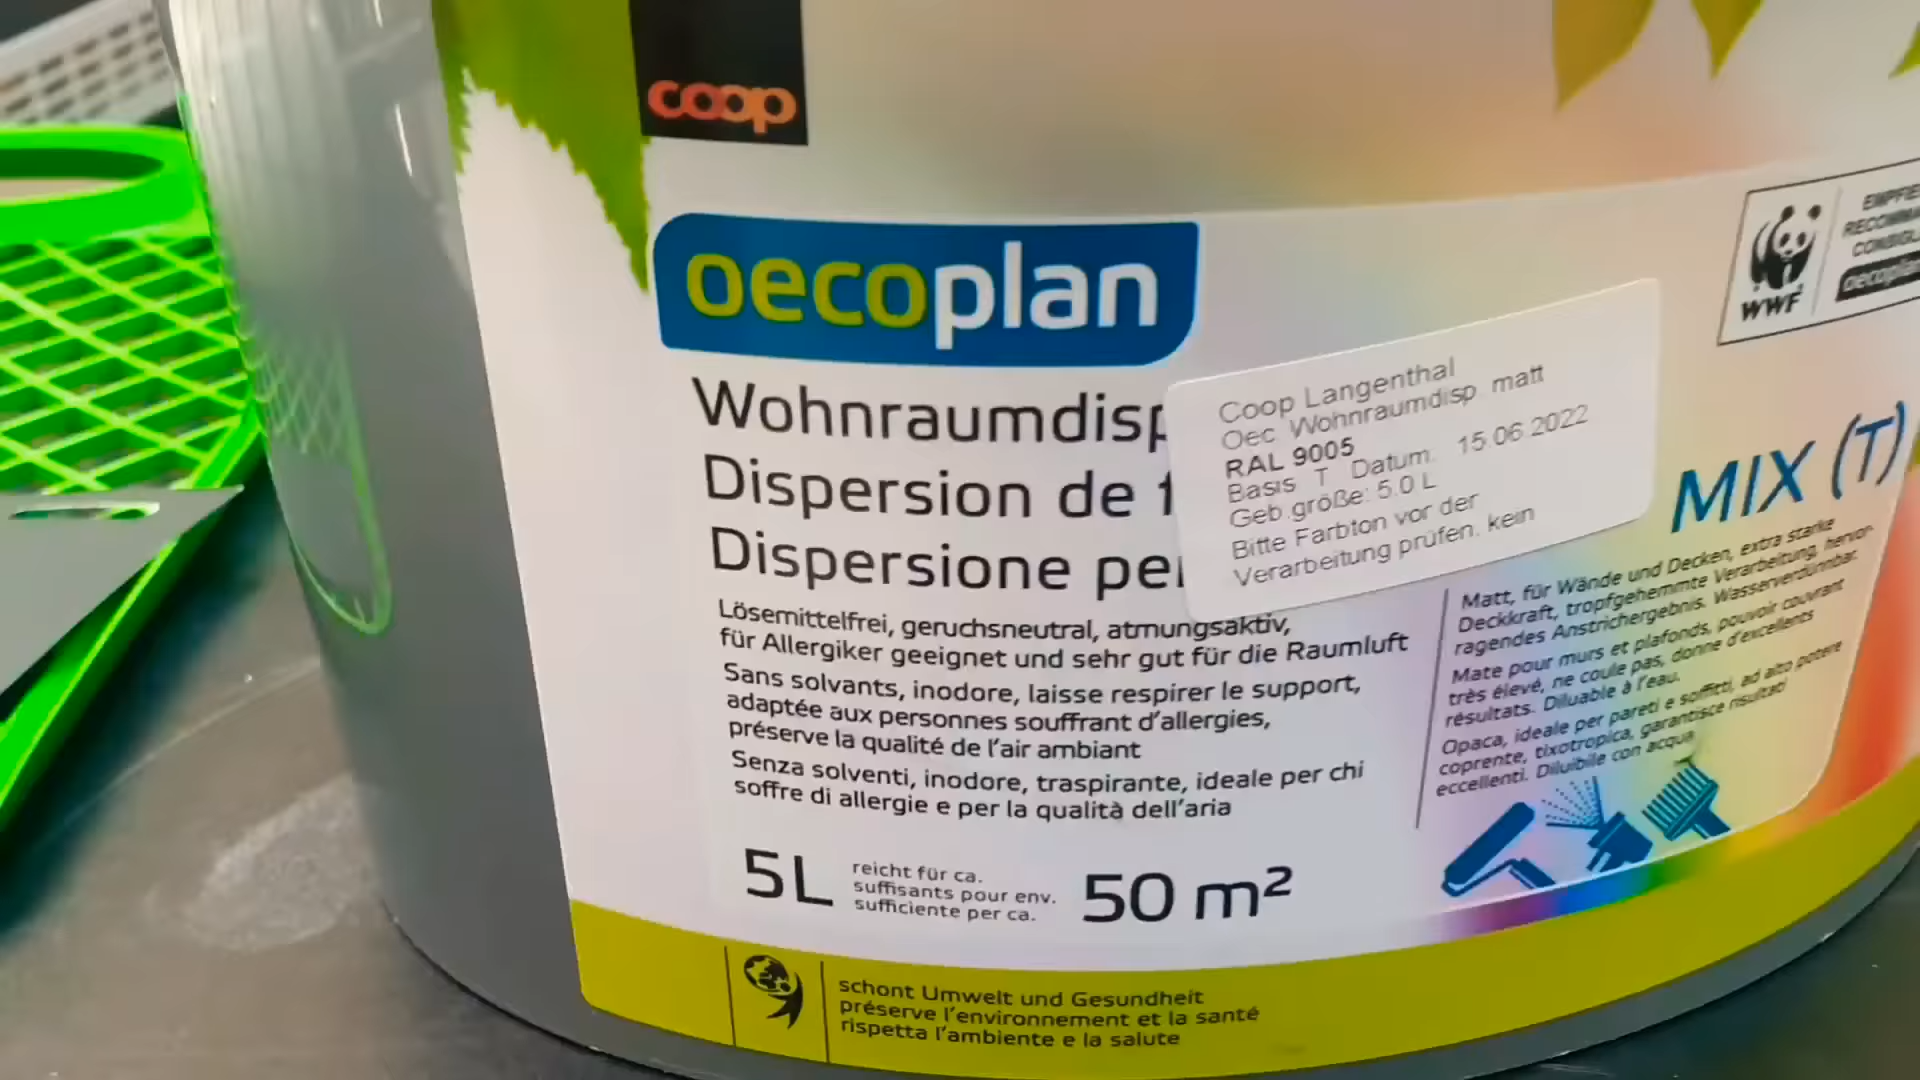 coop
oecoplan
WWF
oecoplan
Wohnraumdisp
Dispersion de f
Dispersione per
Coop Langenthal
Oec Wohnraumdisp matt
RAL 9005
Basis T Datum. 15.06.2022
Geb.größe: 5.0 L
Bitte Farbton vor der
Verarbeitung prüfen. kein
MIX (T)
Lösemittelfrei, geruchsneutral, atmungsaktiv,
für Allergiker geeignet und sehr gut für die Raumluft
Sans solvants, inodore, laisse respirer le support,
adaptée aux personnes souffrant d'allergies,
préserve la qualité de l'air ambiant
Senza solventi, inodore, traspirante, ideale per chi
soffre di allergie e per la qualità dell'aria
Matt, für Wände und Decken, extra starke
Deckkraft, tropfgehemmte Verarbeitung, hervor-
ragendes Anstrichergebnis. Wasserverdünnbar.
Mate pour murs et plafonds, pouvoir couvrant
très élevé, ne coule pas, donne d'excellents
résultats. Diluable à l'eau.
Opaca, ideale per pareti e soffitti, ad alto potere
coprente, tixotropica, garantisce risultati
eccellenti. Diluibile con acqua
5L
reicht für ca.
suffisants pour env.
sufficiente per ca.
50 m²
schont Umwelt und Gesundheit
préserve l'environnement et la santé
rispetta l'ambiente e la salute